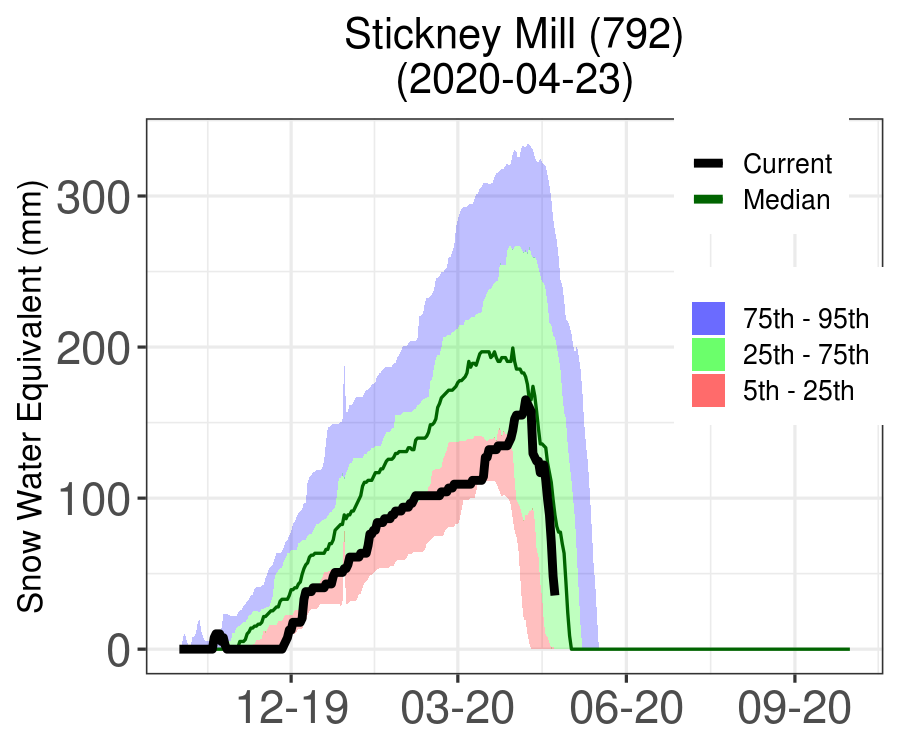 Stickney Mill (792)
(2020-04-23)
Snow Water Equivalent (mm)
300
200
100
0
12-19
03-20
06-20
09-20
Current
Median
75th - 95th
25th - 75th
5th - 25th